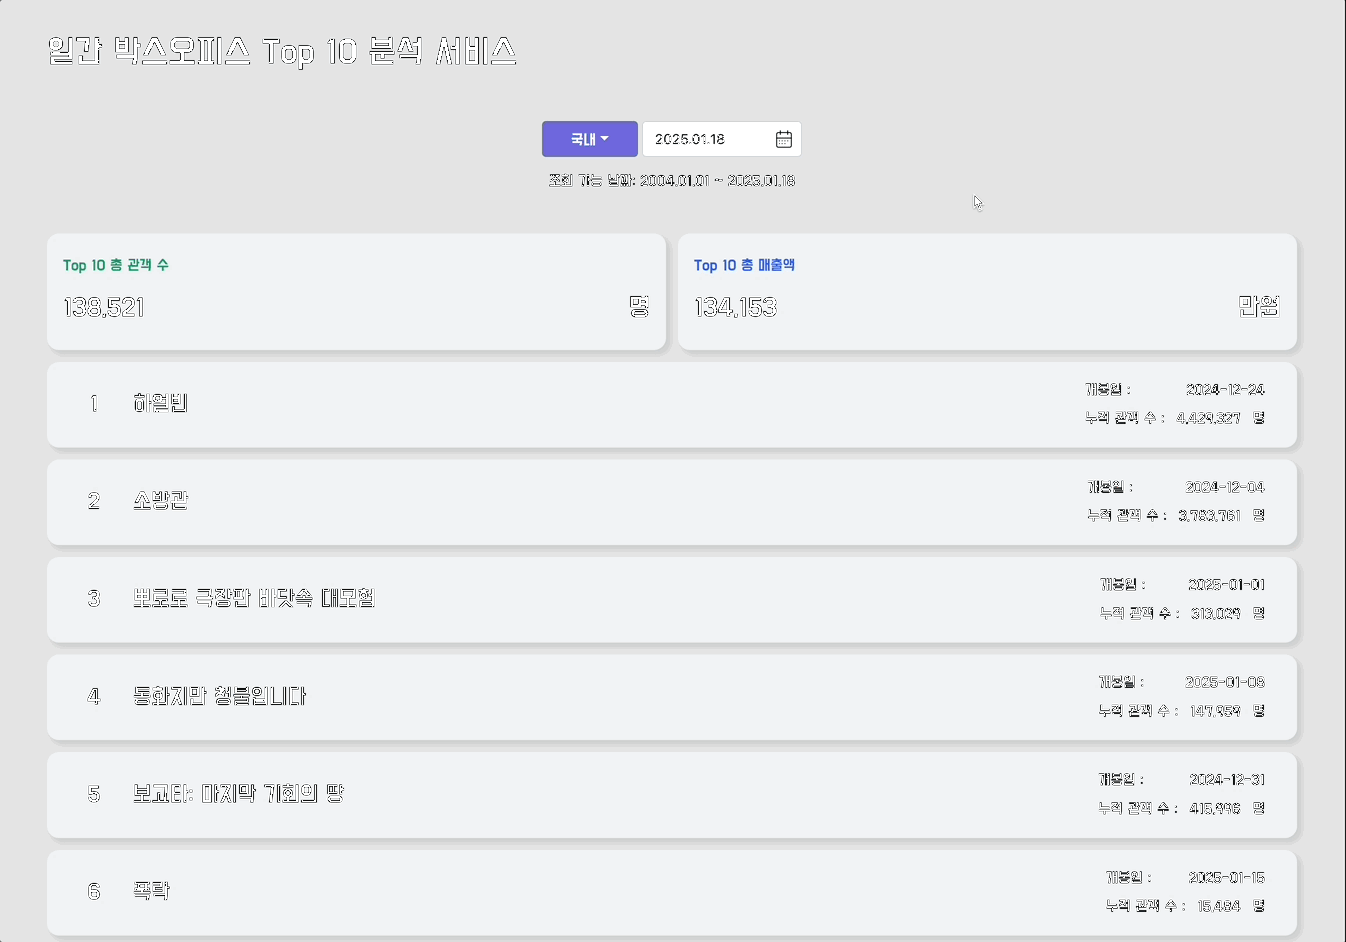 일간 박스오피스 Top 10 분석 서비스
국내
2025.01.18
조회 가능 날짜: 2004.01.01 ~ 2025.01.18
Top 10 총 관객 수
138,521 명
Top 10 총 매출액
134,153 만원
1 하얼빈
개봉일 : 2024-12-24
누적 관객 수 : 4,429,327 명
2 소방관
개봉일 : 2024-12-04
누적 관객 수 : 3,783,761 명
3 뽀로로 극장판 바닷속 대모험
개봉일 : 2025-01-01
누적 관객 수 : 313,029 명
4 동화지만 청불입니다
개봉일 : 2025-01-08
누적 관객 수 : 147,959 명
5 보고타: 마지막 기회의 땅
개봉일 : 2024-12-31
누적 관객 수 : 415,996 명
6 폭락
개봉일 : 2025-01-15
누적 관객 수 : 15,484 명